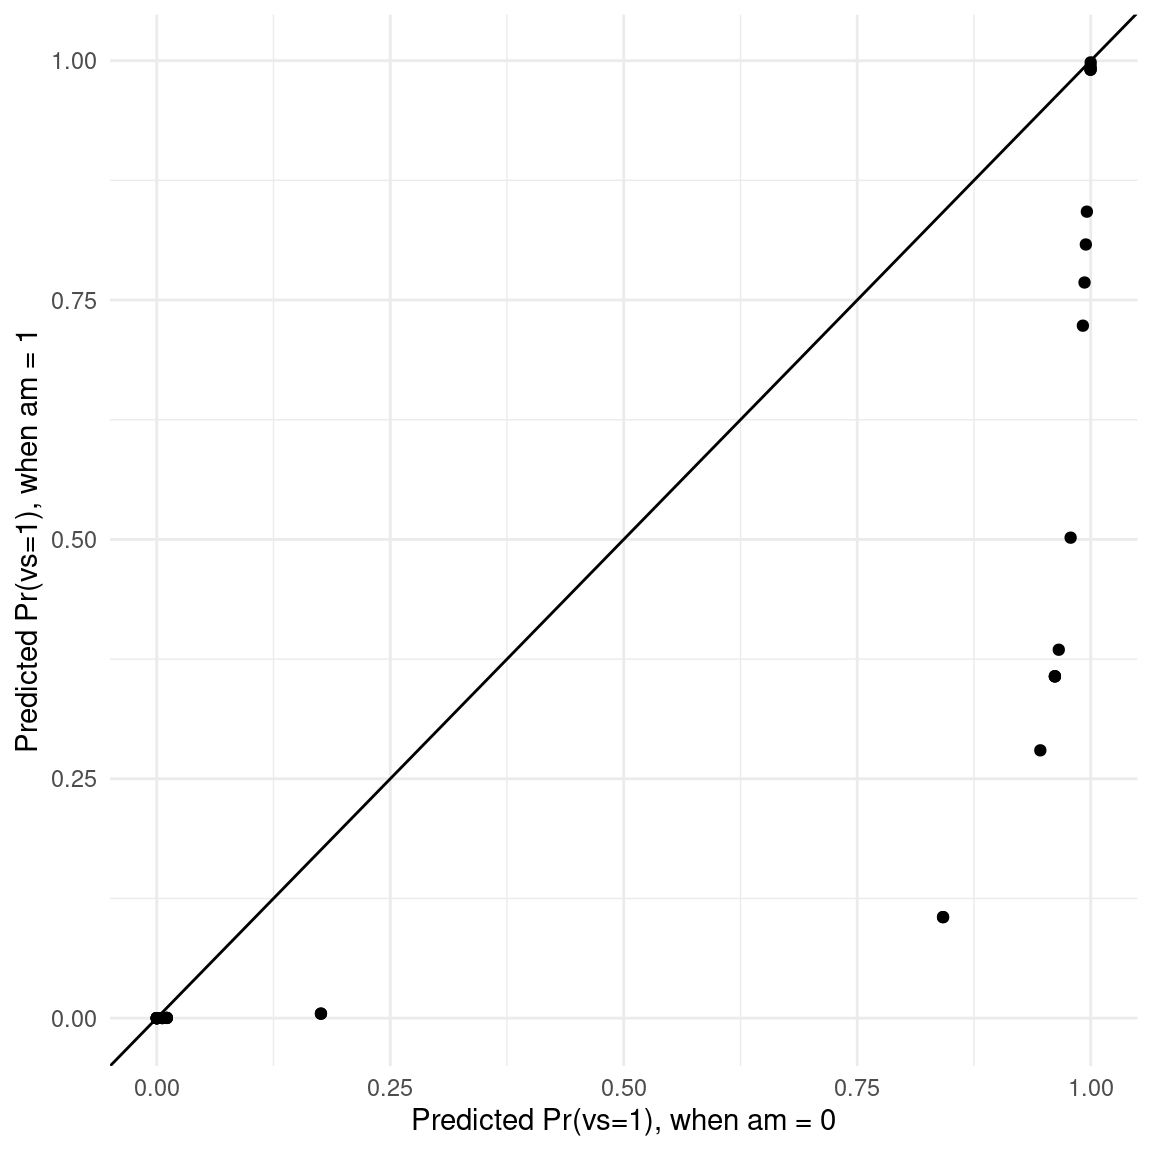 1.00
0.75
0.50
0.25
0.00
Predicted Pr(vs=1), when am = 1
0.00 0.25 0.50 0.75 1.00
Predicted Pr(vs=1), when am = 0